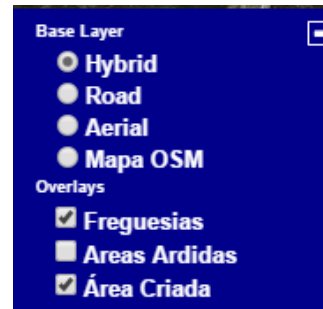 Base Layer
Hybrid
Road
Aerial
Mapa OSM
Overlays
Freguesias
Areas Ardidas
Área Criada